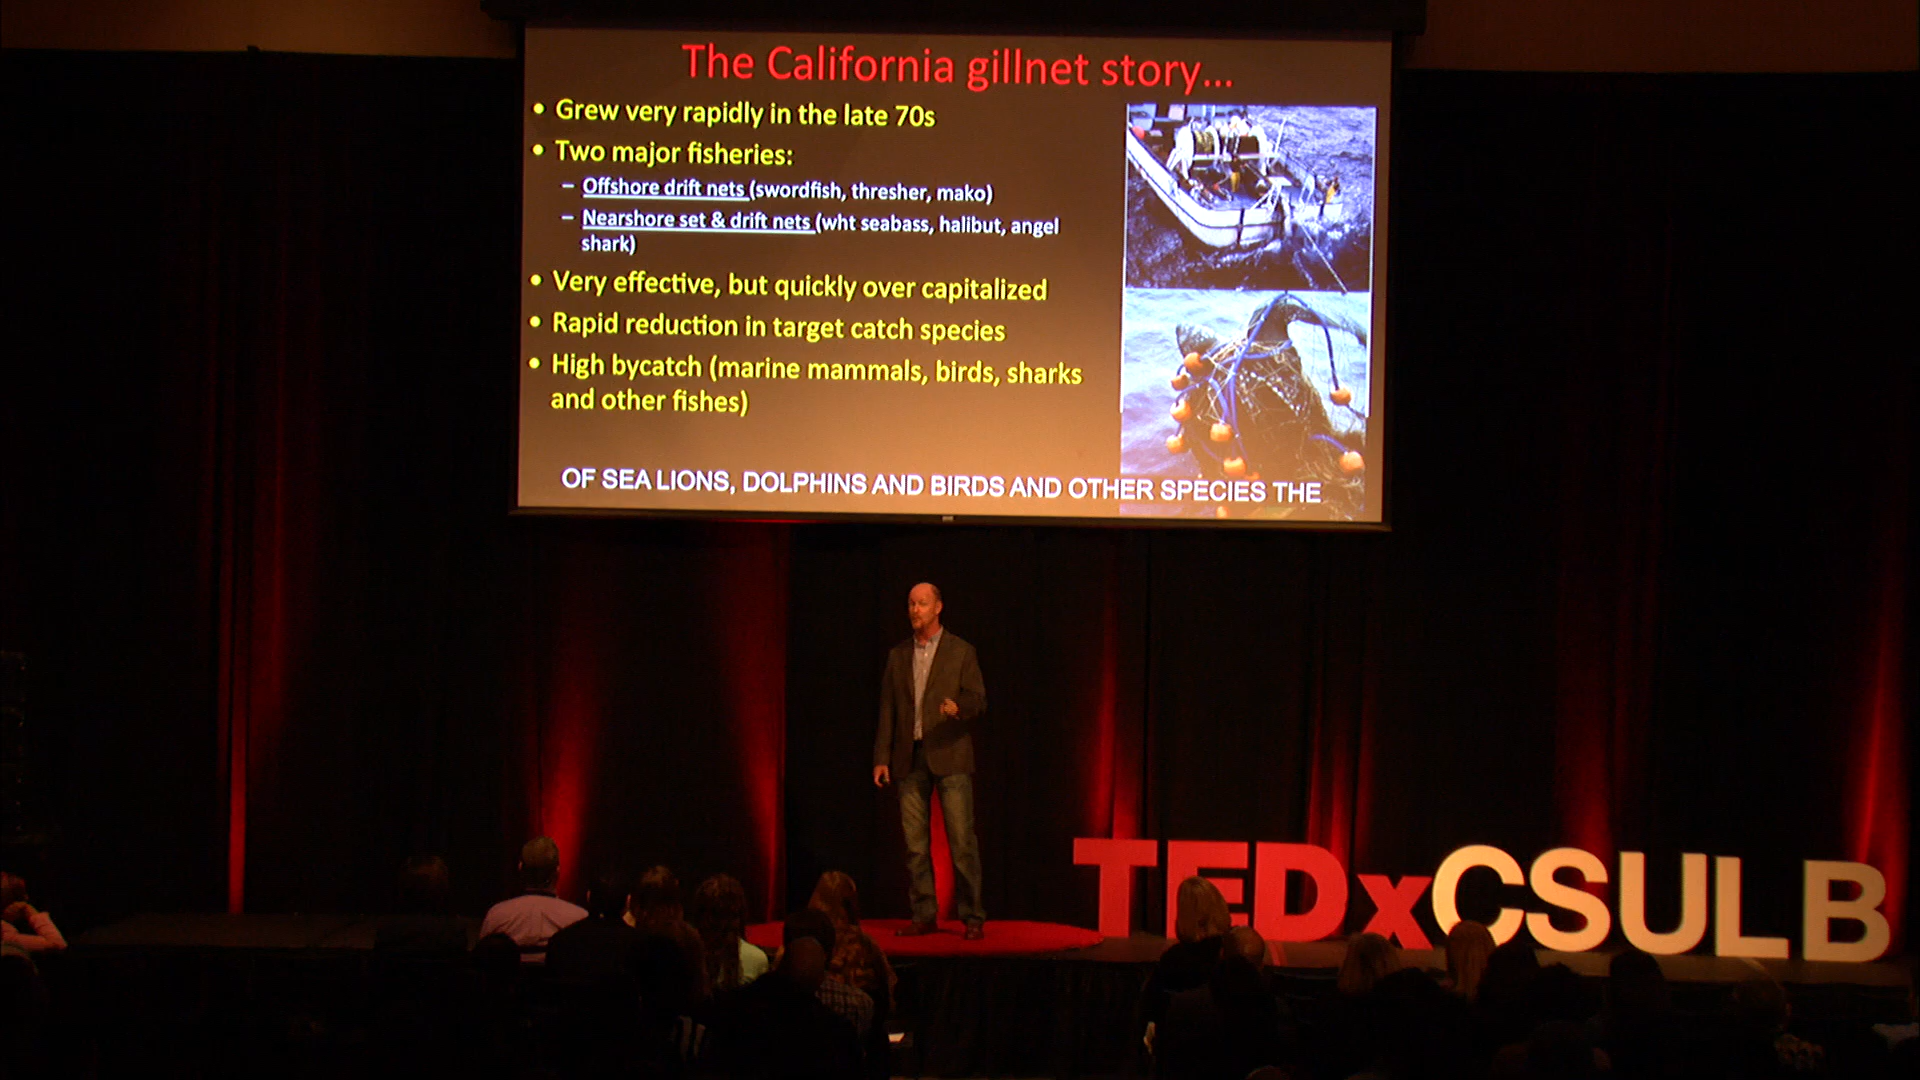 The California gillnet story...
• Grew very rapidly in the late 70s
• Two major fisheries:
– Offshore drift nets (swordfish, thresher, mako)
– Nearshore set & drift nets (wht seabass, halibut, angel
shark)
• Very effective, but quickly over capitalized
• Rapid reduction in target catch species
• High bycatch (marine mammals, birds, sharks
and other fishes)
OF SEA LIONS, DOLPHINS AND BIRDS AND OTHER SPECIES THE
TEDxCSULB